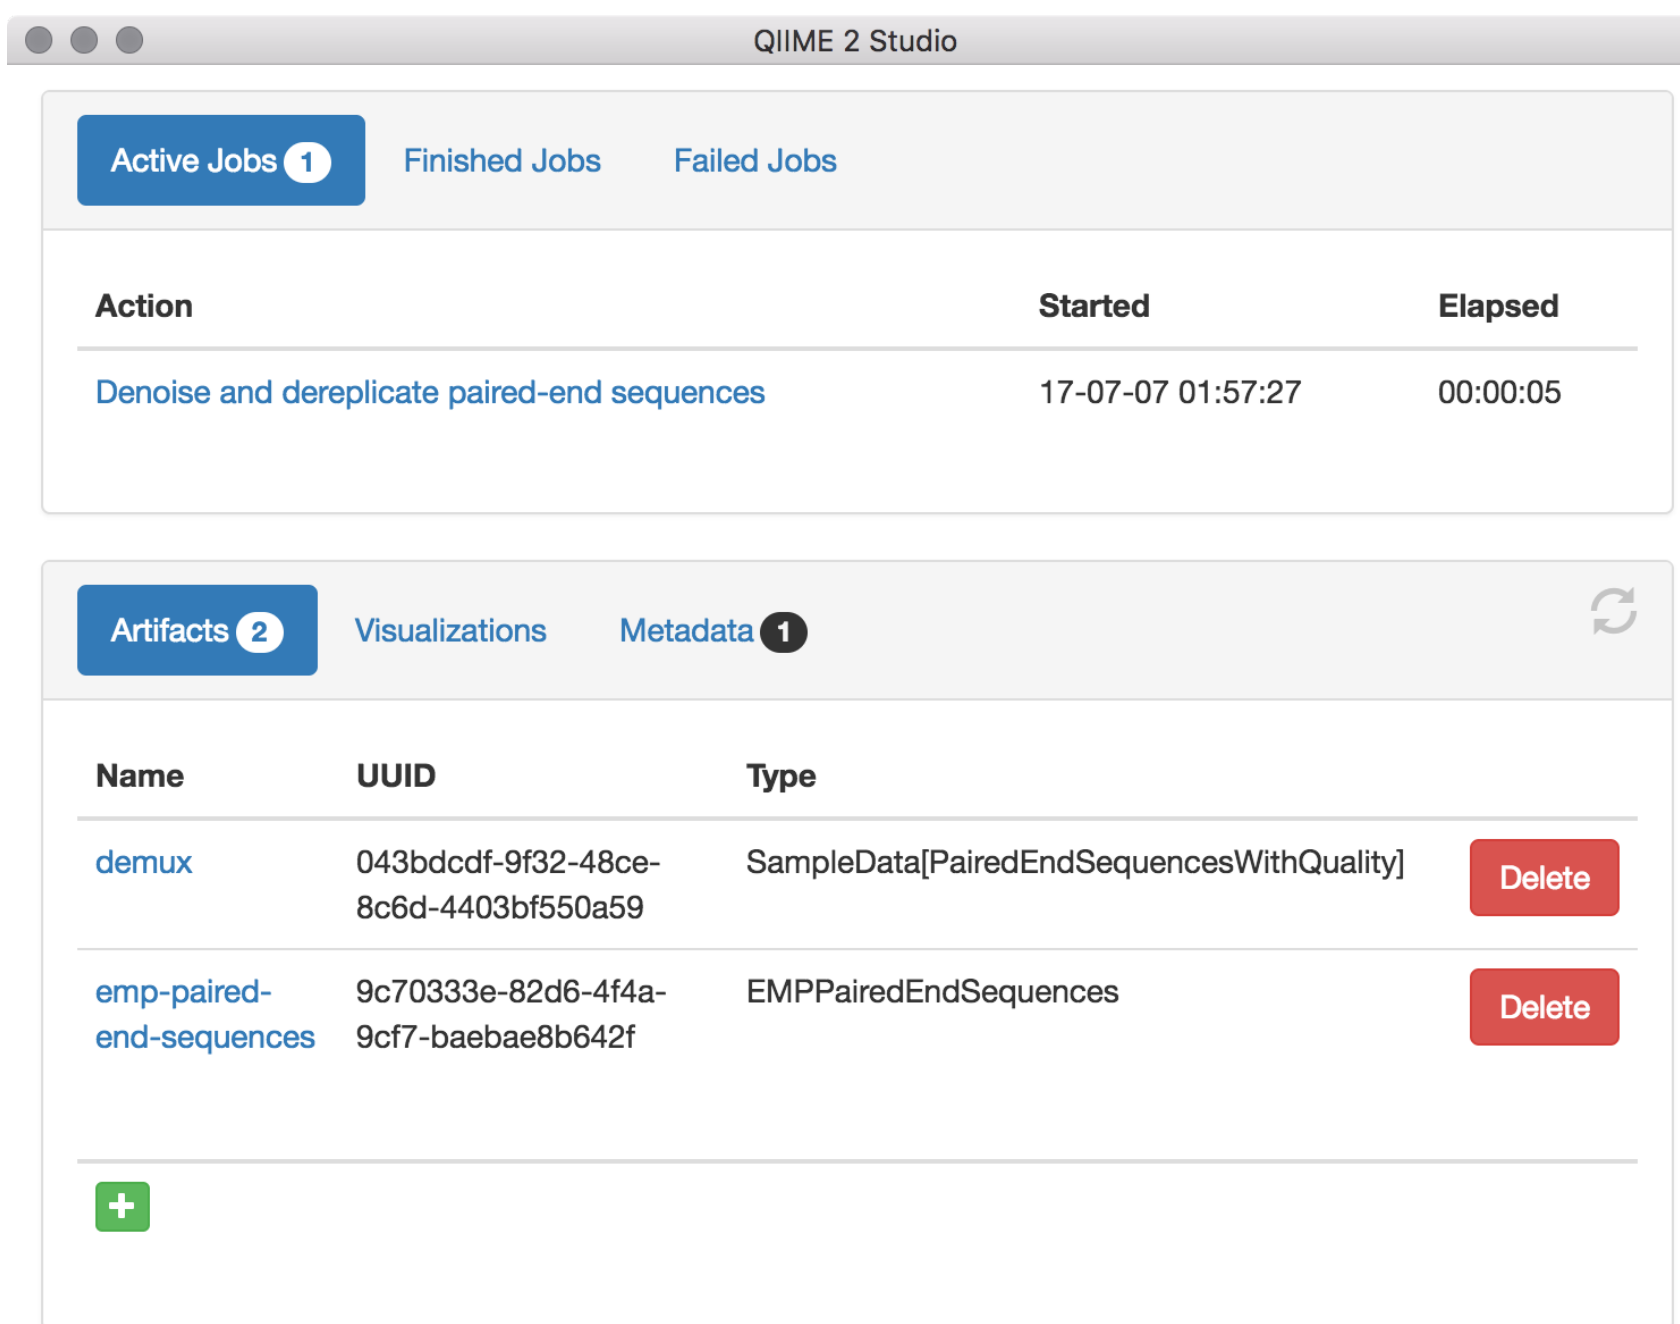 QIIME 2 Studio
Active Jobs 1 Finished Jobs Failed Jobs
Action Started Elapsed
Denoise and dereplicate paired-end sequences 17-07-07 01:57:27 00:00:05
Artifacts 2 Visualizations Metadata 1
Name UUID Type
demux 043bdcdf-9f32-48ce- SampleData[PairedEndSequencesWithQuality] Delete
8c6d-4403bf550a59
emp-paired- 9c70333e-82d6-4f4a- EMPPairedEndSequences Delete
end-sequences 9cf7-baebae8b642f